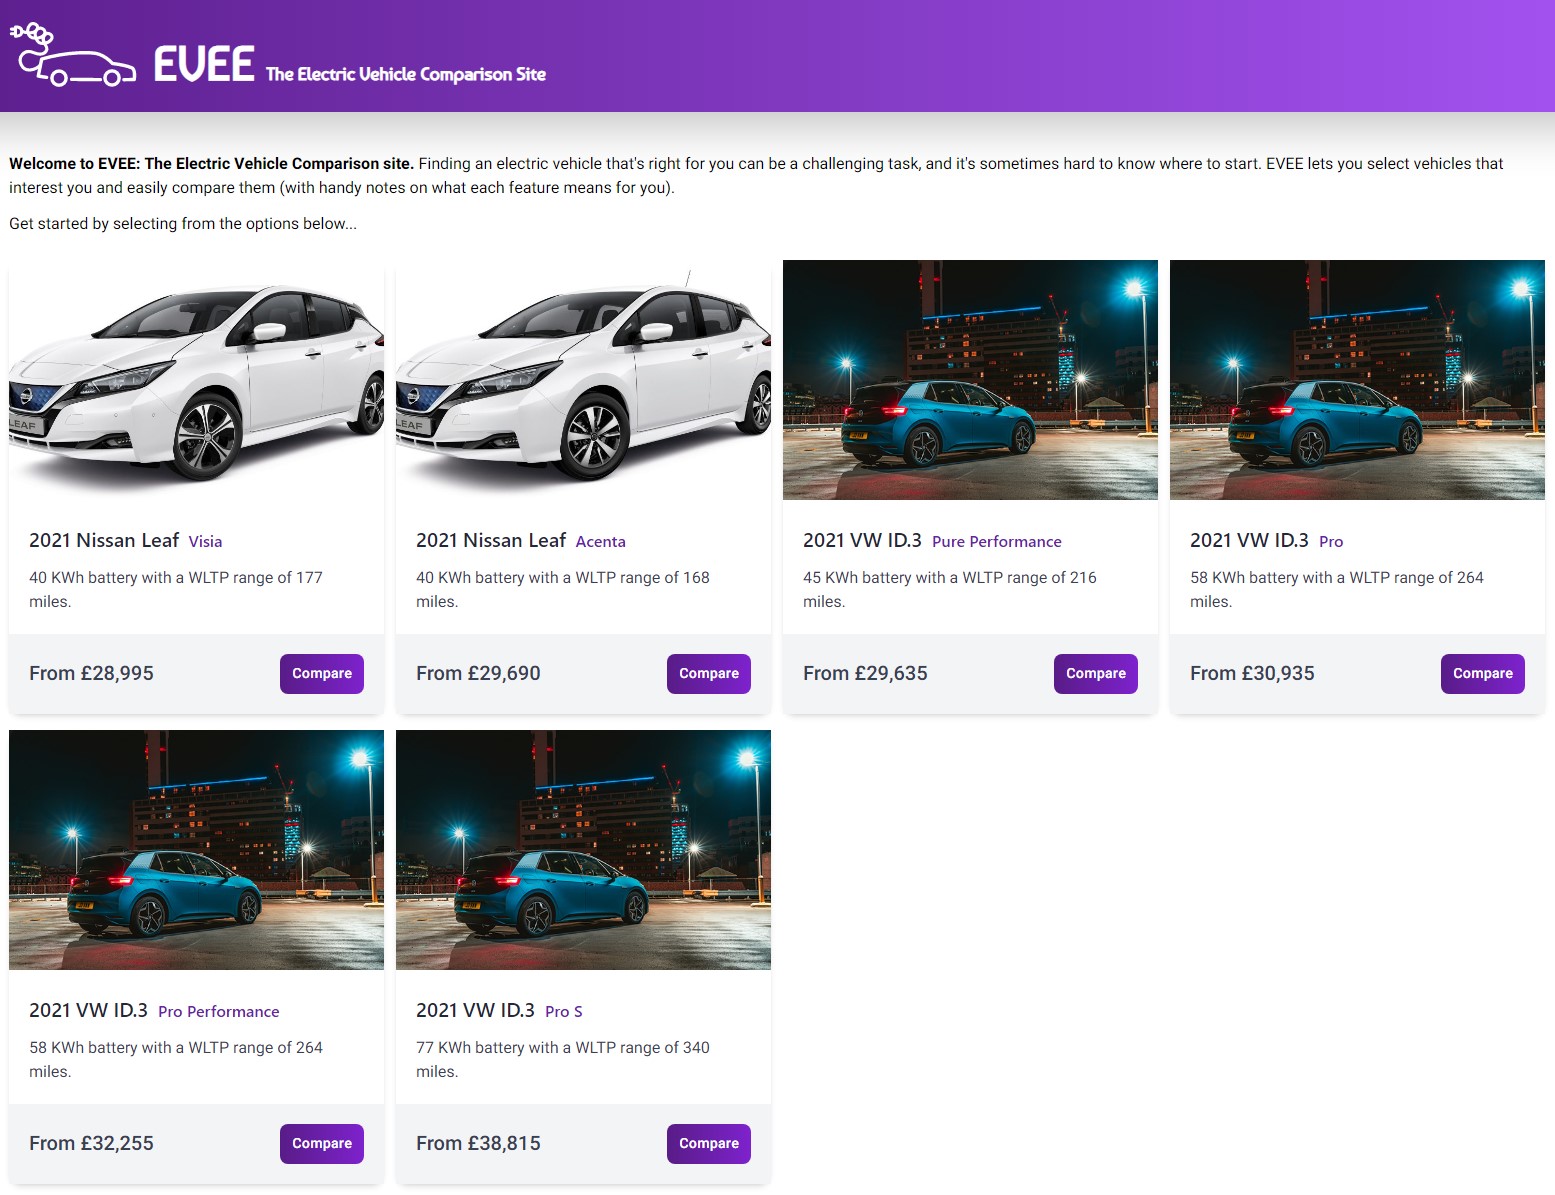 EVEE The Electric Vehicle Comparison Site
Welcome to EVEE: The Electric Vehicle Comparison site. Finding an electric vehicle that's right for you can be a challenging task, and it's sometimes hard to know where to start. EVEE lets you select vehicles that
interest you and easily compare them (with handy notes on what each feature means for you).
Get started by selecting from the options below...
LEAF
LEAF
2021 Nissan Leaf Visia
40 KWh battery with a WLTP range of 177
miles.
From £28,995
Compare
2021 Nissan Leaf Acenta
40 KWh battery with a WLTP range of 168
miles.
From £29,690
Compare
2021 VW ID.3 Pure Performance
45 KWh battery with a WLTP range of 216
miles.
From £29,635
Compare
2021 VW ID.3 Pro
58 KWh battery with a WLTP range of 264
miles.
From £30,935
Compare
2021 VW ID.3 Pro Performance
58 KWh battery with a WLTP range of 264
miles.
From £32,255
Compare
2021 VW ID.3 Pro S
77 KWh battery with a WLTP range of 340
miles.
From £38,815
Compare